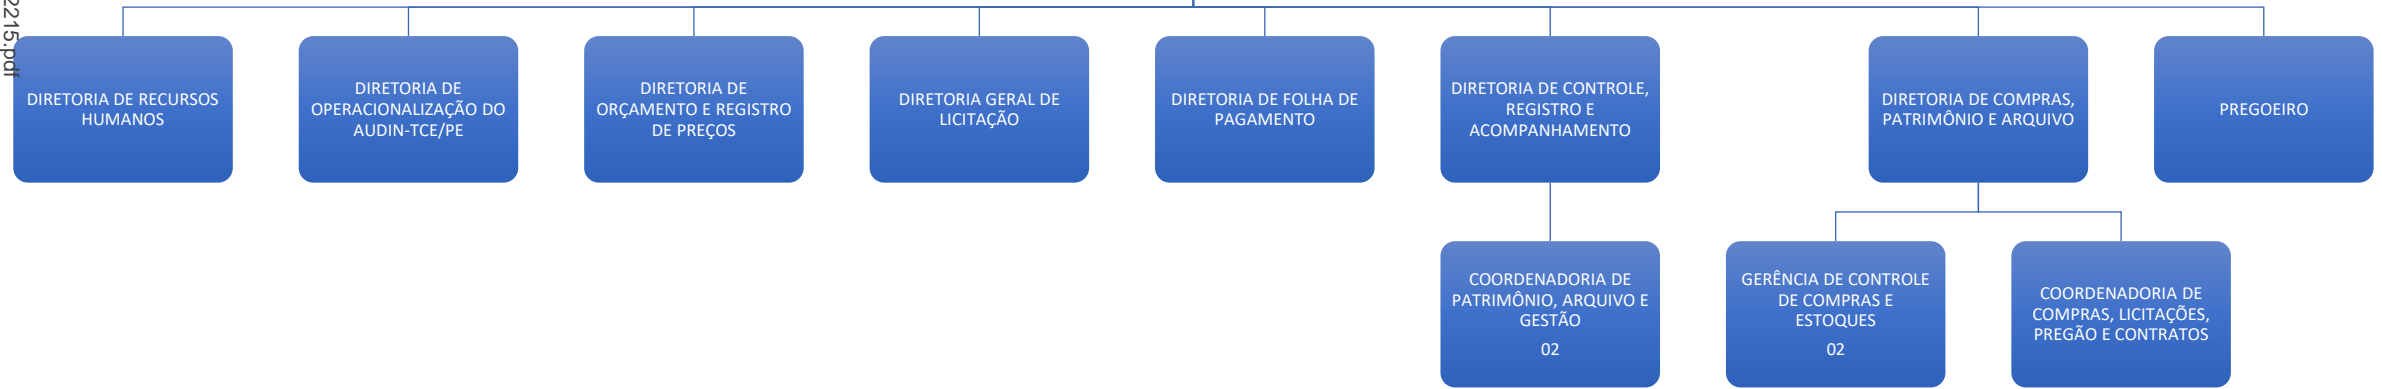 2215.pdf
DIRETORIA DE RECURSOS
HUMANOS
DIRETORIA DE
OPERACIONALIZAÇÃO DO
AUDIN-TCE/PE
DIRETORIA DE
ORÇAMENTO E REGISTRO
DE PREÇOS
DIRETORIA GERAL DE
LICITAÇÃO
DIRETORIA DE FOLHA DE
PAGAMENTO
DIRETORIA DE CONTROLE,
REGISTRO E
ACOMPANHAMENTO
DIRETORIA DE COMPRAS,
PATRIMÔNIO E ARQUIVO
PREGOEIRO
COORDENADORIA DE
PATRIMÔNIO, ARQUIVO E
GESTÃO
02
GERÊNCIA DE CONTROLE
DE COMPRAS E
ESTOQUES
02
COORDENADORIA DE
COMPRAS, LICITAÇÕES,
PREGÃO E CONTRATOS